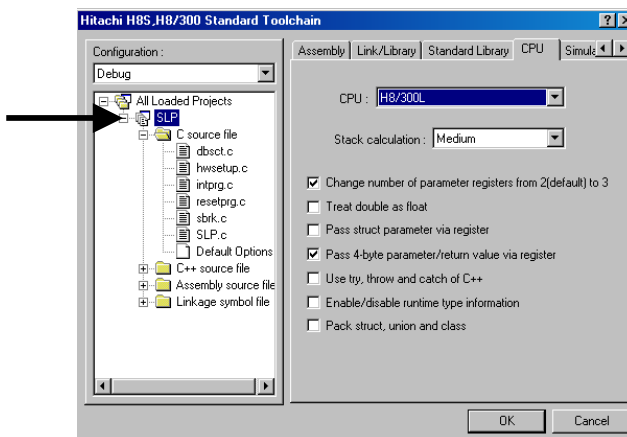 Hitachi H8S,H8/300 Standard Toolchain
Configuration :
Debug
All Loaded Projects
SLP
C source file
dbsct.c
hwsetup.c
intprg.c
resetprg.c
sbrk.c
SLP.c
Default Options
C++ source file
Assembly source file
Linkage symbol file
Assembly Link/Library Standard Library CPU Simula
CPU : H8/300L
Stack calculation : Medium
Change number of parameter registers from 2(default) to 3
Treat double as float
Pass struct parameter via register
Pass 4-byte parameter/return value via register
Use try, throw and catch of C++
Enable/disable runtime type information
Pack struct, union and class
OK Cancel